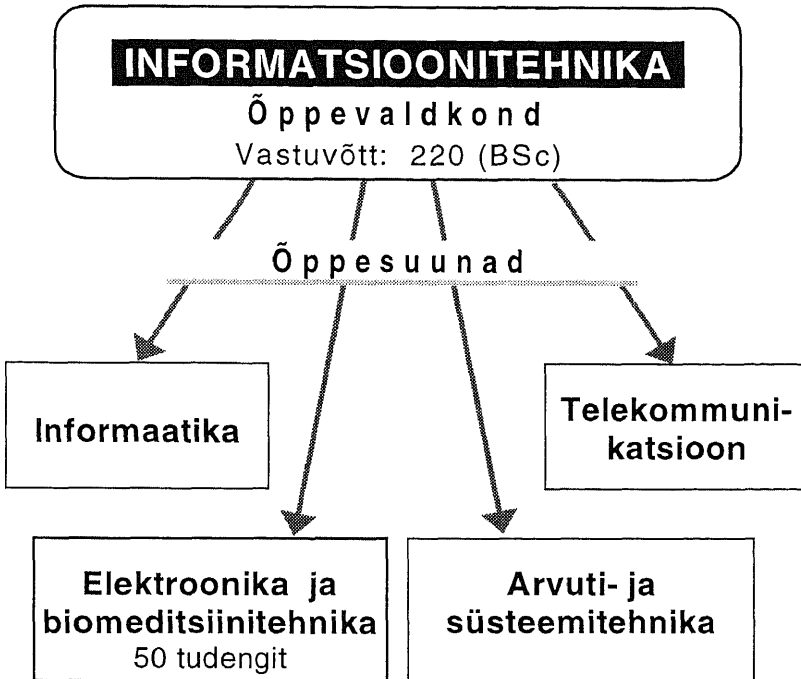 INFORMATSIOONITEHNIKA
Õppevaldkond
Vastuvõtt: 220 (BSc)
Õppesuunad
Informaatika
Telekommuni-
katsioon
Elektroonika ja
biomeditsiinitehnika
50 tudengit
Arvuti- ja
süsteemitehnika